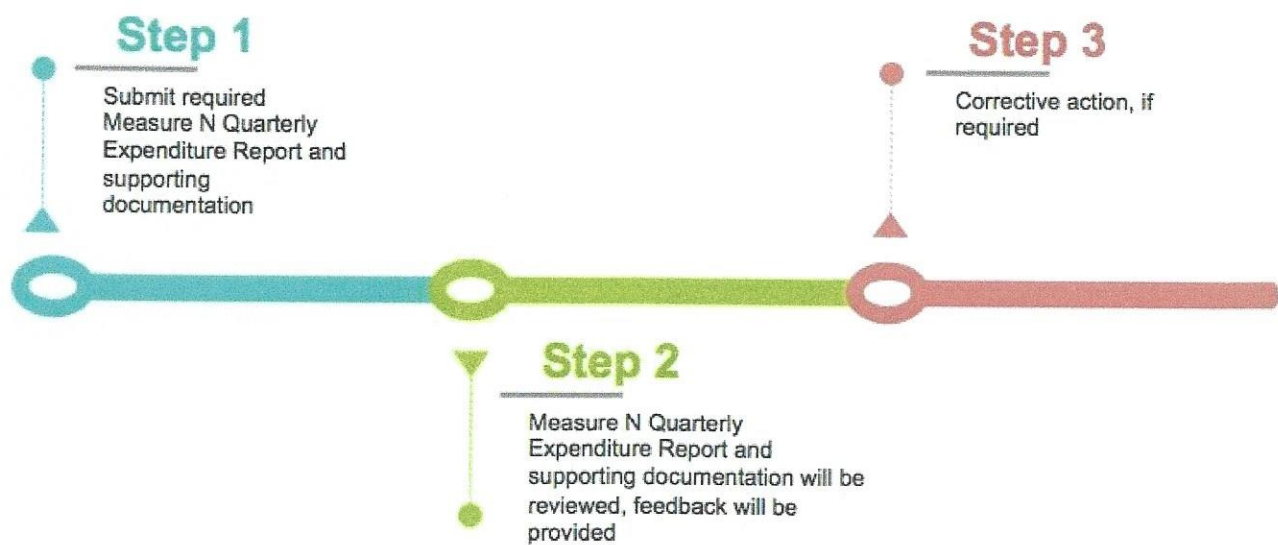 Step 1
Submit required
Measure N Quarterly
Expenditure Report and
supporting
documentation
Step 2
Measure N Quarterly
Expenditure Report and
supporting documentation will be
reviewed, feedback will be
provided
Step 3
Corrective action, if
required